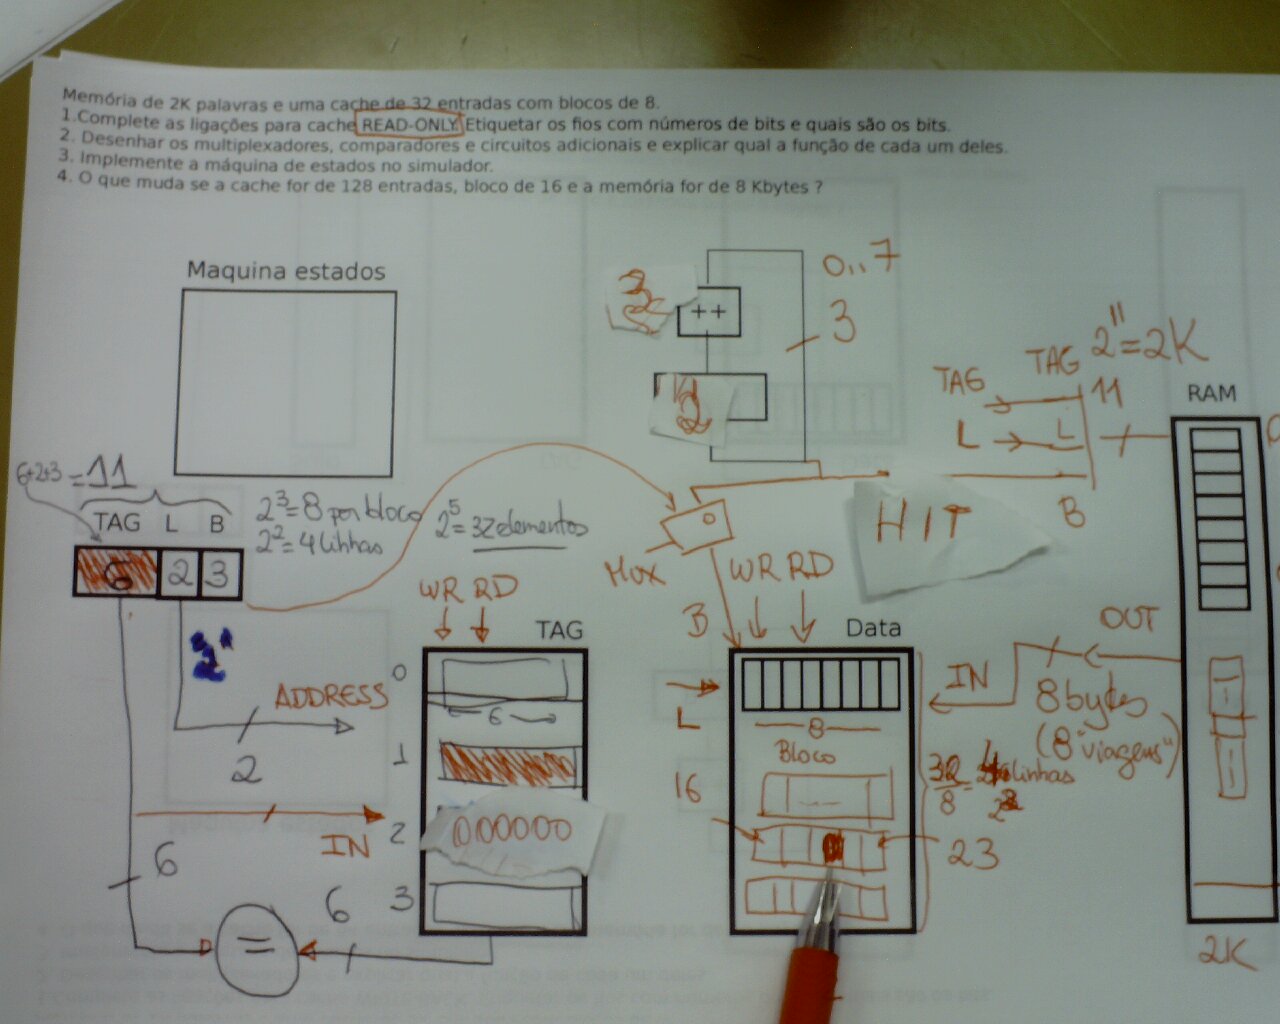 Memória de 2K palavras e uma cache de 32 entradas com blocos de 8.
1.Complete as ligações para cache READ-ONLY. Etiquetar os fios com números de bits e quais são os bits.
2. Desenhar os multiplexadores, comparadores e circuitos adicionais e explicar qual a função de cada um deles.
3. Implemente a máquina de estados no simulador.
4. O que muda se a cache for de 128 entradas, bloco de 16 e a memória for de 8 Kbytes ?
Maquina estados
0..7
++
3
TAG
TAG
2^11=2K
11
RAM
L
L
B
6+2+3=11
TAG L B
6 2 3
2^3=8 por bloco
2^2=4 linhas
2^5=32 elementos
HIT
MUX
0
WR RD
TAG
WR RD
B
Data
OUT
IN
8 bytes
(8 "viagens")
ADDRESS
2
0
6
1
2
000000
3
L
8
Bloco
32/8
linhas
16
23
IN
6
6
=
2K